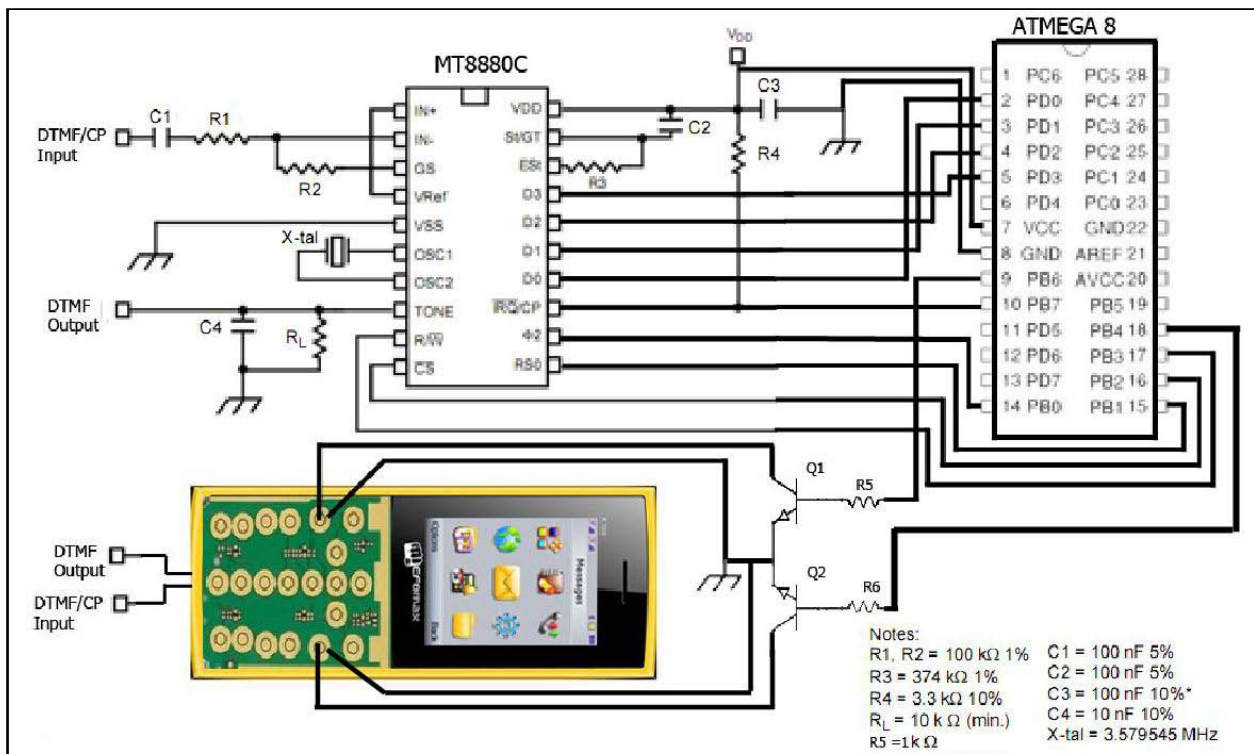 ATMEGA 8
V_DD
MT8880C
C1
R1
DTMF/CP
Input
R2
IN+
IN-
GS
VRef
VSS
OSC1
OSC2
TONE
R/W̅
C̅S̅
VDD
St/GT
ESt
D3
D2
D1
D0
I̅R̅Q̅/CP
Φ2
RS0
C3
C2
R3
R4
X-tal
DTMF
Output
C4
R_L
1 PC6 PC5 28
2 PD0 PC4 27
3 PD1 PC3 26
4 PD2 PC2 25
5 PD3 PC1 24
6 PD4 PC0 23
7 VCC GND 22
8 GND AREF 21
9 PB6 AVCC 20
10 PB7 PB5 19
11 PD5 PB4 18
12 PD6 PB3 17
13 PD7 PB2 16
14 PB0 PB1 15
Q1
R5
Q2
R6
DTMF
Output
DTMF/CP
Input
Messages
Options
Back
Micromax
Notes:
R1, R2 = 100 kΩ 1%
R3 = 374 kΩ 1%
R4 = 3.3 kΩ 10%
R_L = 10 k Ω (min.)
R5 =1k Ω
C1 = 100 nF 5%
C2 = 100 nF 5%
C3 = 100 nF 10%*
C4 = 10 nF 10%
X-tal = 3.579545 MHz